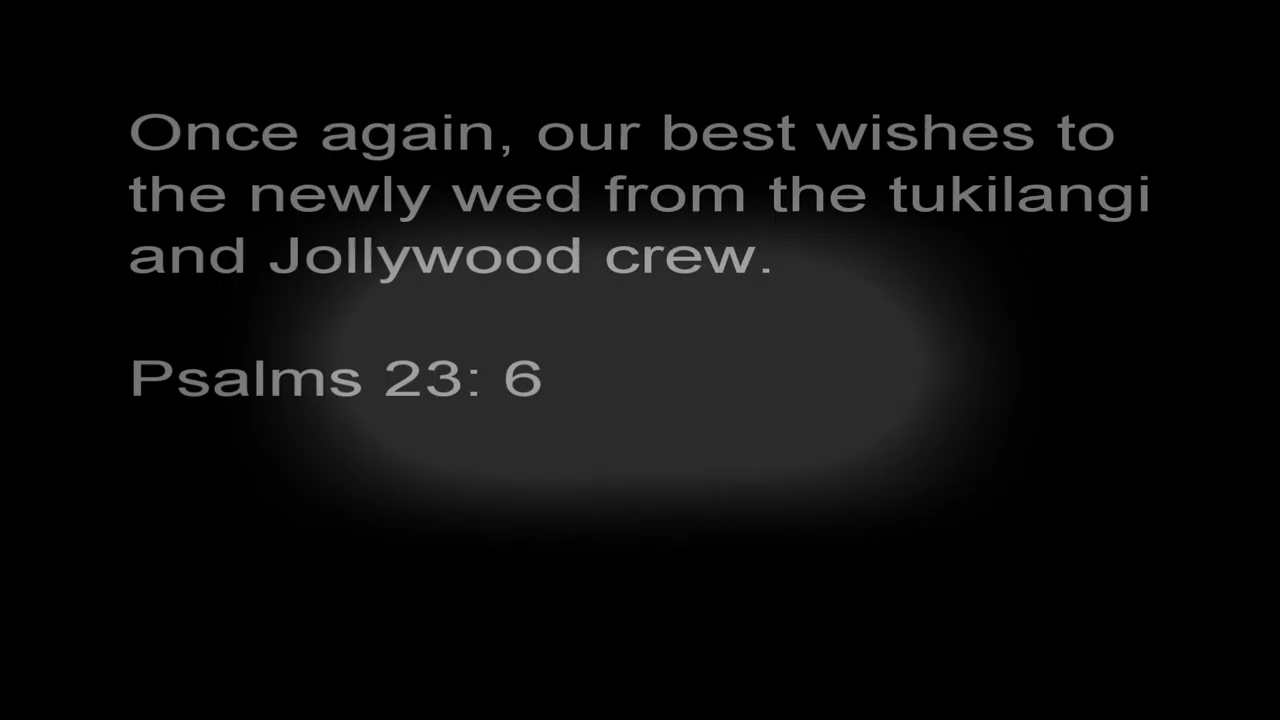 Once again, our best wishes to
the newly wed from the tukilangi
and Jollywood crew.
Psalms 23: 6